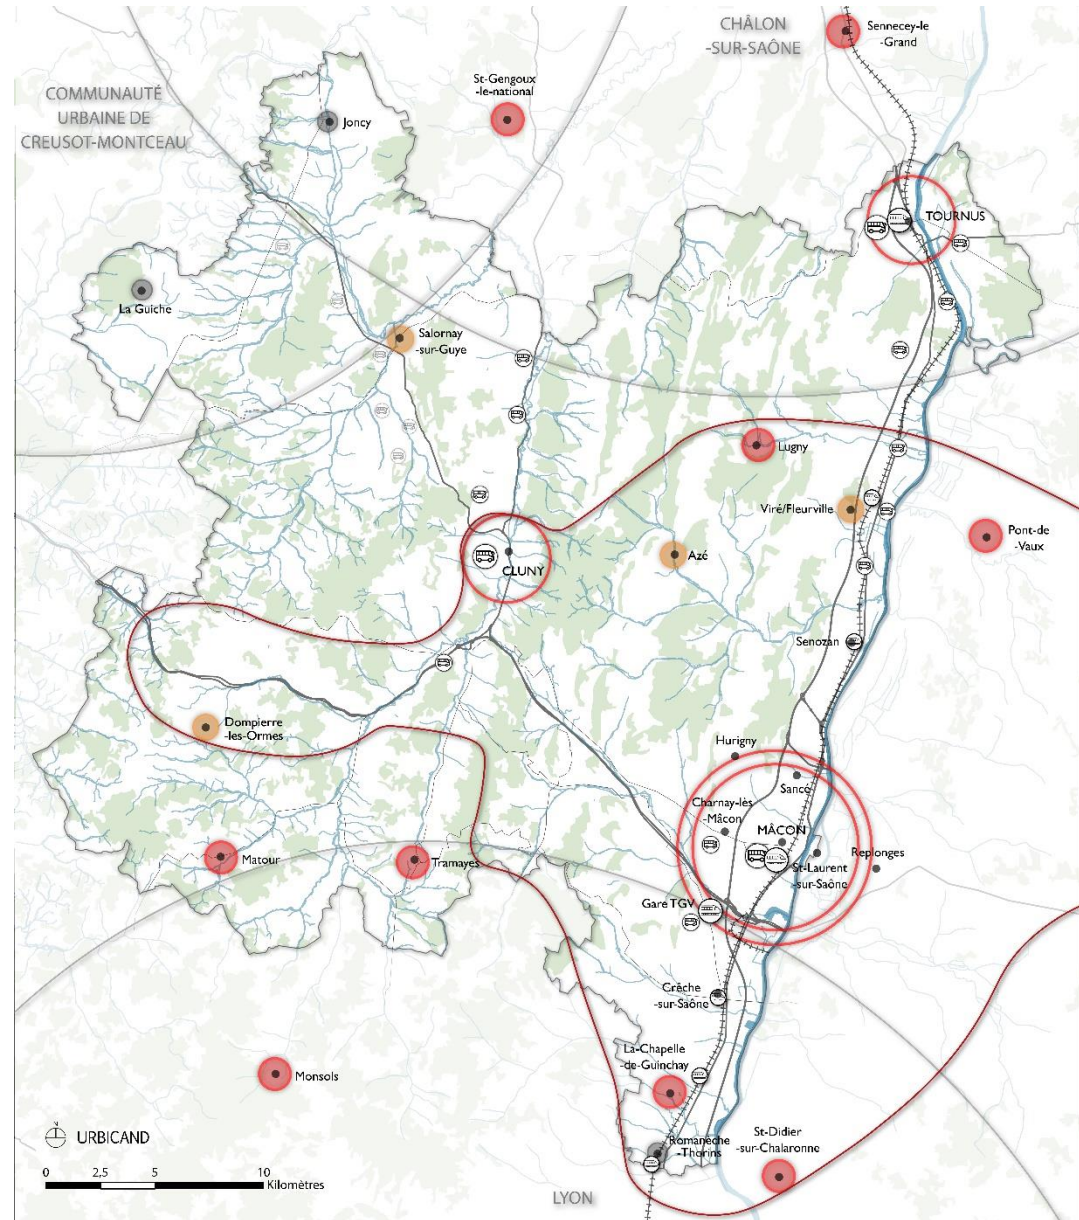 CHÂLON
-SUR-SAÔNE
Sennecey-le
-Grand
St-Gengoux
-le-national
COMMUNAUTÉ
URBAINE DE
CREUSOT-MONTCEAU
Joncy
TOURNUS
La Guiche
Salornay
-sur-Guye
Lugny
Viré/Fleurville
Pont-de
-Vaux
Azé
CLUNY
Senozan
Dompierre
-les-Ormes
Hurigny
Sancé
Charnay-lès
-Mâcon
MÂCON
St-Laurent
-sur-Saône
Replonges
Matour
Tramayes
Gare TGV
Crêche
-sur-Saône
La-Chapelle
-de-Guinchay
Monsols
Romanèche
-Thorins
St-Didier
-sur-Chalaronne
N
URBICAND
0 2,5 5 10
Kilomètres
LYON